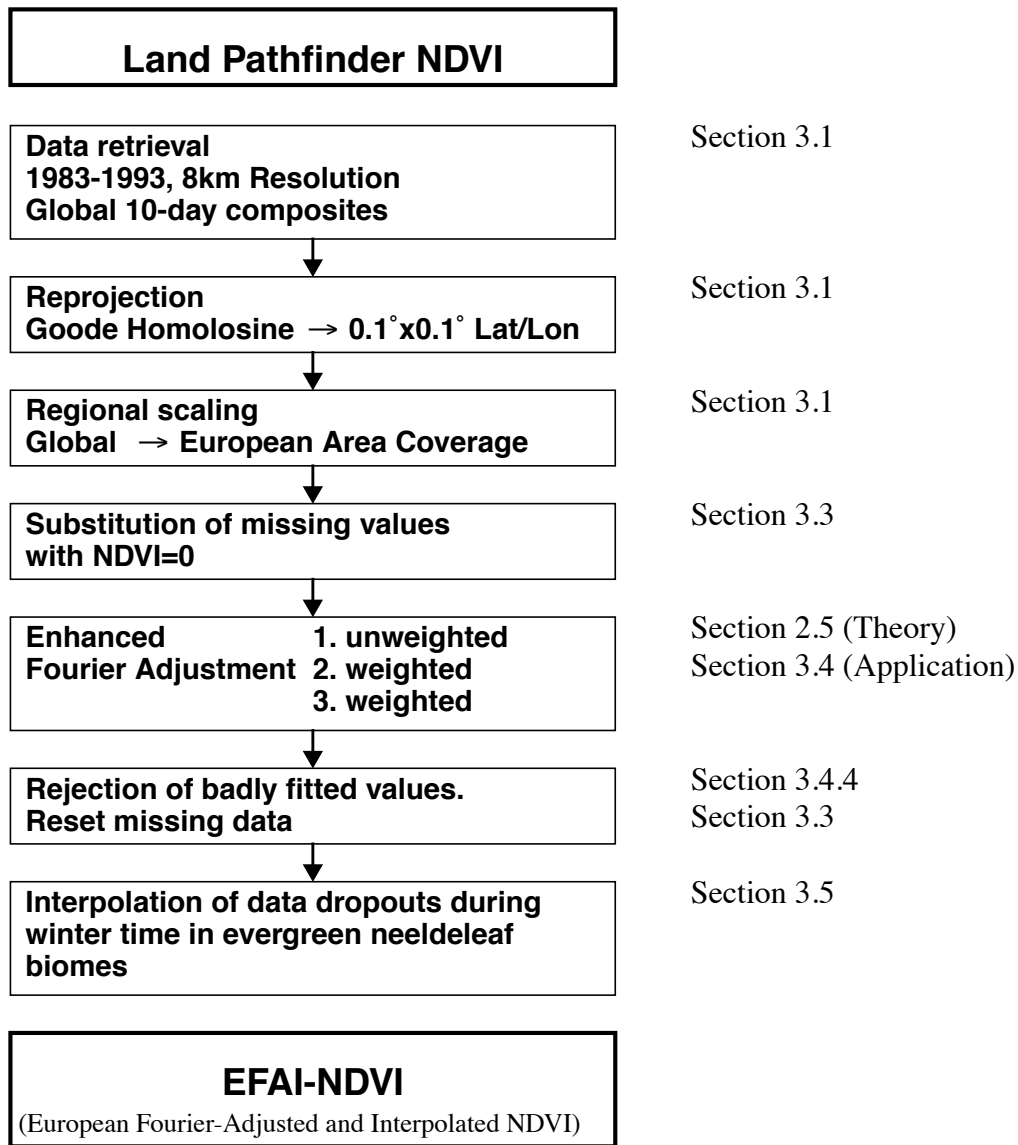 Land Pathfinder NDVI
Data retrieval
1983-1993, 8km Resolution
Global 10-day composites
Section 3.1
Reprojection
Goode Homolosine → 0.1˚x0.1˚ Lat/Lon
Section 3.1
Regional scaling
Global → European Area Coverage
Section 3.1
Substitution of missing values
with NDVI=0
Section 3.3
Enhanced 1. unweighted
Fourier Adjustment 2. weighted
3. weighted
Section 2.5 (Theory)
Section 3.4 (Application)
Rejection of badly fitted values.
Reset missing data
Section 3.4.4
Section 3.3
Interpolation of data dropouts during
winter time in evergreen neeldeleaf
biomes
Section 3.5
EFAI-NDVI
(European Fourier-Adjusted and Interpolated NDVI)